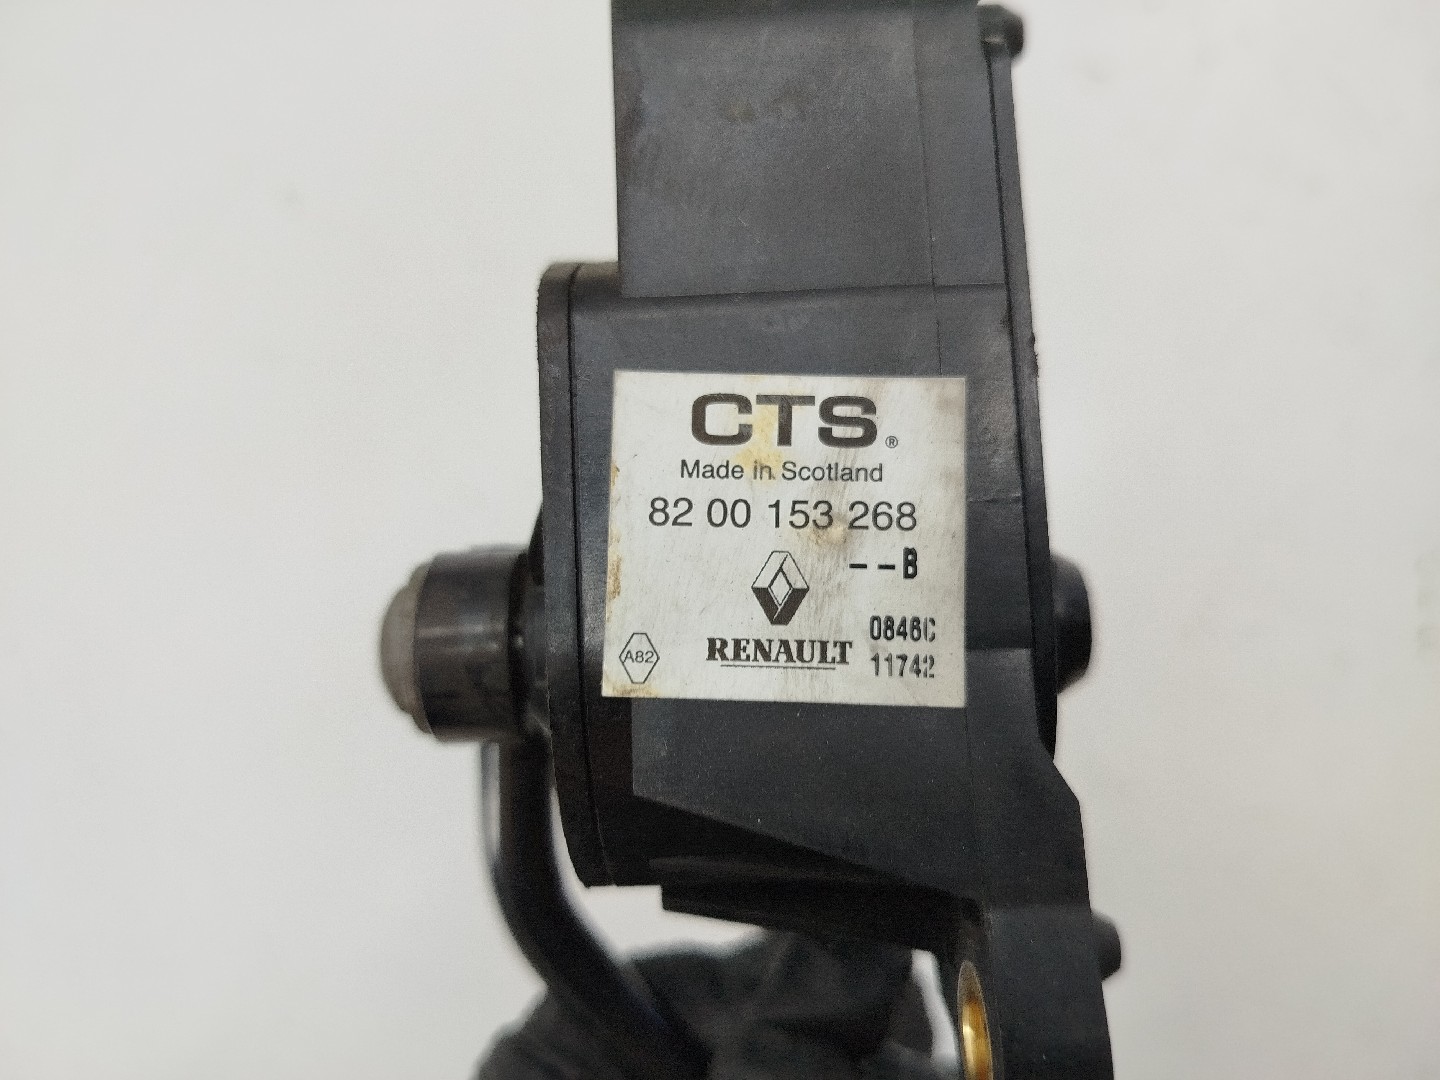 CTS®
Made in Scotland
82 00 153 268
--B
0846C
A82 RENAULT 11742